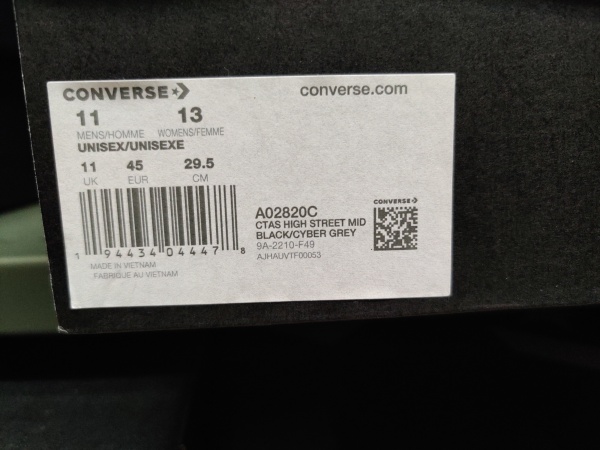 CONVERSE
converse.com
11 13
MENS/HOMME WOMENS/FEMME
UNISEX/UNISEXE
11 45 29.5
UK EUR CM
1 94434 04447 8
MADE IN VIETNAM
FABRIQUE AU VIETNAM
CONVERSE
A02820C
CTAS HIGH STREET MID
BLACK/CYBER GREY
9A-2210-F49
AJHAUVTF00053